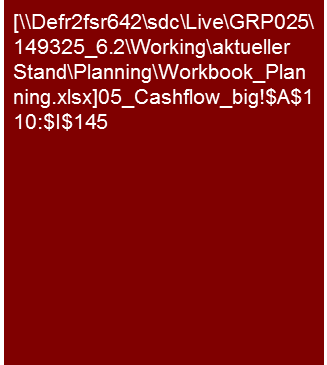 [\\Defr2fsr642\sdc\Live\GRP025\
149325_6.2\Working\aktueller
Stand\Planning\Workbook_Plan
ning.xlsx]05_Cashflow_big!$A$1
10:$I$145